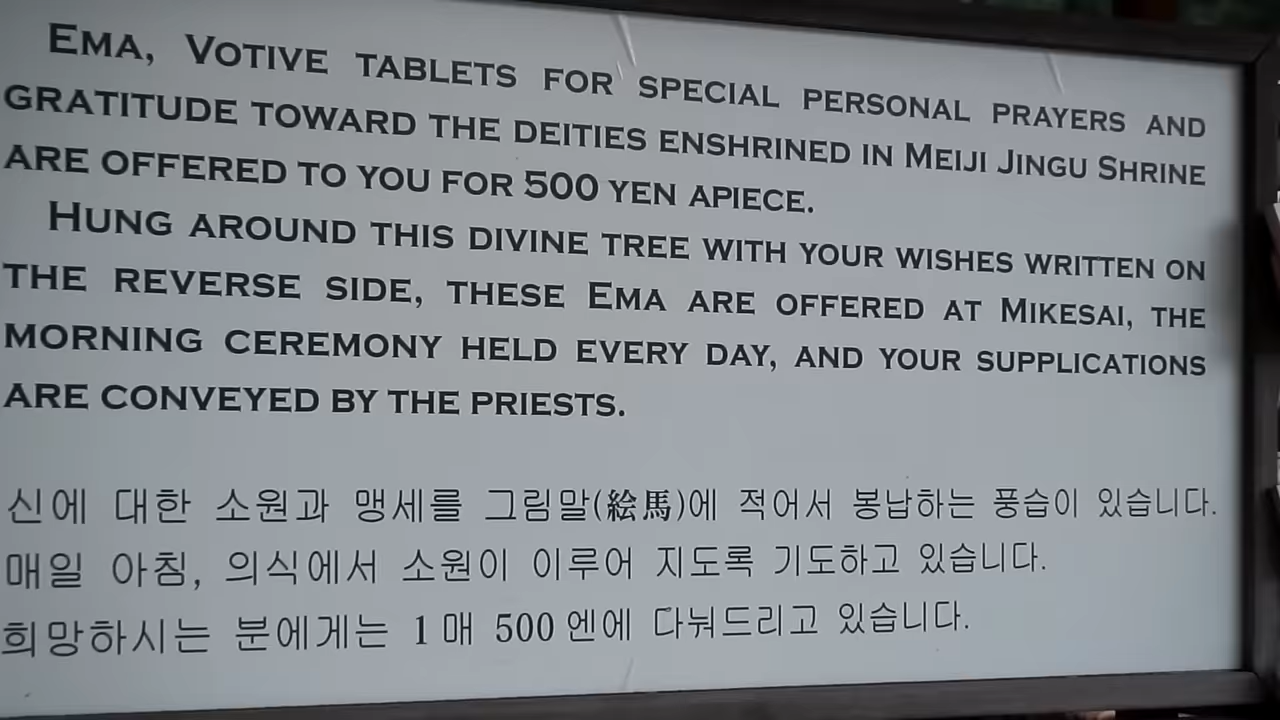 EMA, VOTIVE TABLETS FOR SPECIAL PERSONAL PRAYERS AND
GRATITUDE TOWARD THE DEITIES ENSHRINED IN MEIJI JINGU SHRINE
ARE OFFERED TO YOU FOR 500 YEN APIECE.
HUNG AROUND THIS DIVINE TREE WITH YOUR WISHES WRITTEN ON
THE REVERSE SIDE, THESE EMA ARE OFFERED AT MIKESAI, THE
MORNING CEREMONY HELD EVERY DAY, AND YOUR SUPPLICATIONS
ARE CONVEYED BY THE PRIESTS.
신에 대한 소원과 맹세를 그림말(絵馬)에 적어서 봉납하는 풍습이 있습니다.
매일 아침, 의식에서 소원이 이루어 지도록 기도하고 있습니다.
희망하시는 분에게는 1매 500엔에 다눠드리고 있습니다.